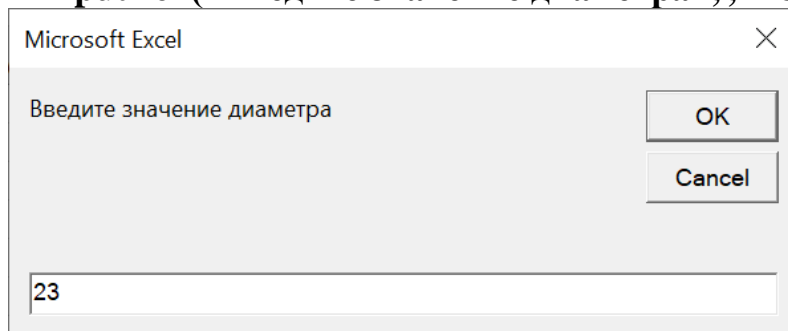 Microsoft Excel
Введите значение диаметра
OK
Cancel
23